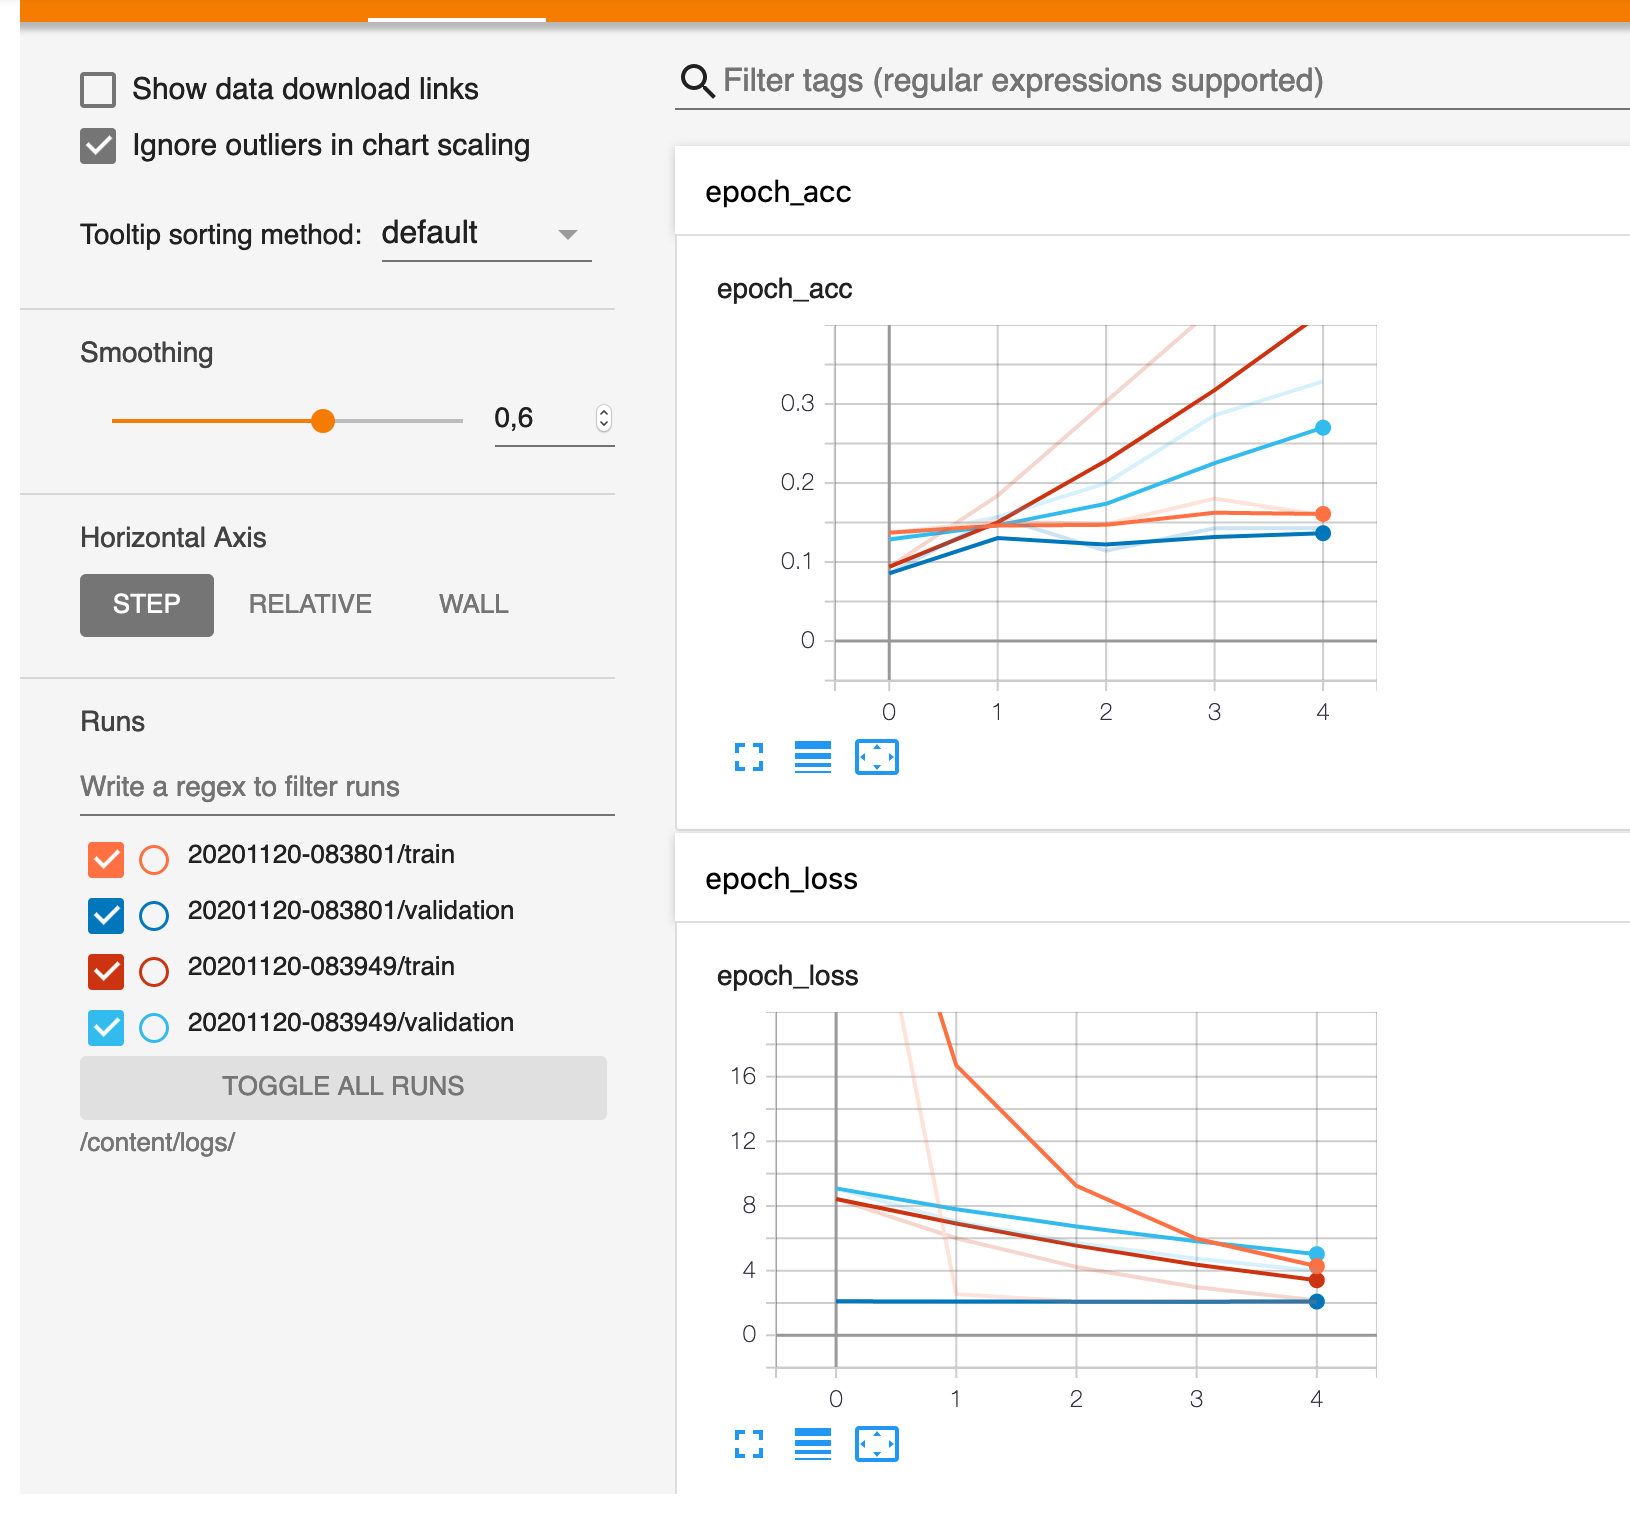 Show data download links
Ignore outliers in chart scaling
Tooltip sorting method: default
Smoothing
0,6
Horizontal Axis
STEP RELATIVE WALL
Runs
Write a regex to filter runs
20201120-083801/train
20201120-083801/validation
20201120-083949/train
20201120-083949/validation
TOGGLE ALL RUNS
/content/logs/
Filter tags (regular expressions supported)
epoch_acc
epoch_acc
0.3
0.2
0.1
0
0 1 2 3 4
epoch_loss
epoch_loss
16
12
8
4
0
0 1 2 3 4